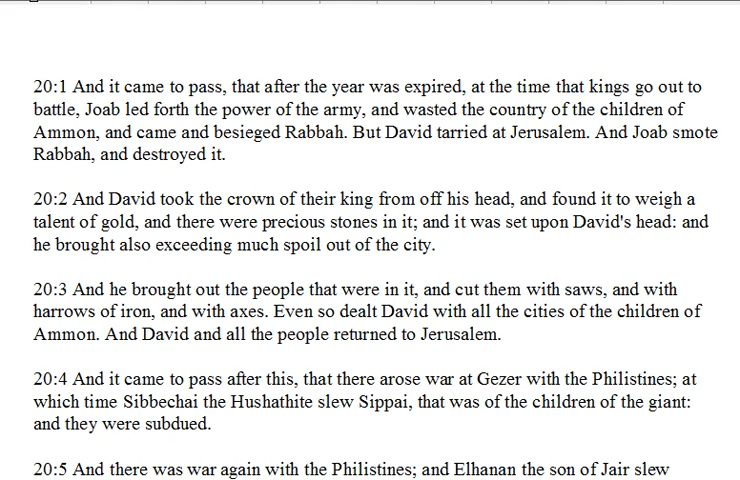 20:1 And it came to pass, that after the year was expired, at the time that kings go out to
battle, Joab led forth the power of the army, and wasted the country of the children of
Ammon, and came and besieged Rabbah. But David tarried at Jerusalem. And Joab smote
Rabbah, and destroyed it.
20:2 And David took the crown of their king from off his head, and found it to weigh a
talent of gold, and there were precious stones in it; and it was set upon David's head: and
he brought also exceeding much spoil out of the city.
20:3 And he brought out the people that were in it, and cut them with saws, and with
harrows of iron, and with axes. Even so dealt David with all the cities of the children of
Ammon. And David and all the people returned to Jerusalem.
20:4 And it came to pass after this, that there arose war at Gezer with the Philistines; at
which time Sibbechai the Hushathite slew Sippai, that was of the children of the giant:
and they were subdued.
20:5 And there was war again with the Philistines; and Elhanan the son of Jair slew